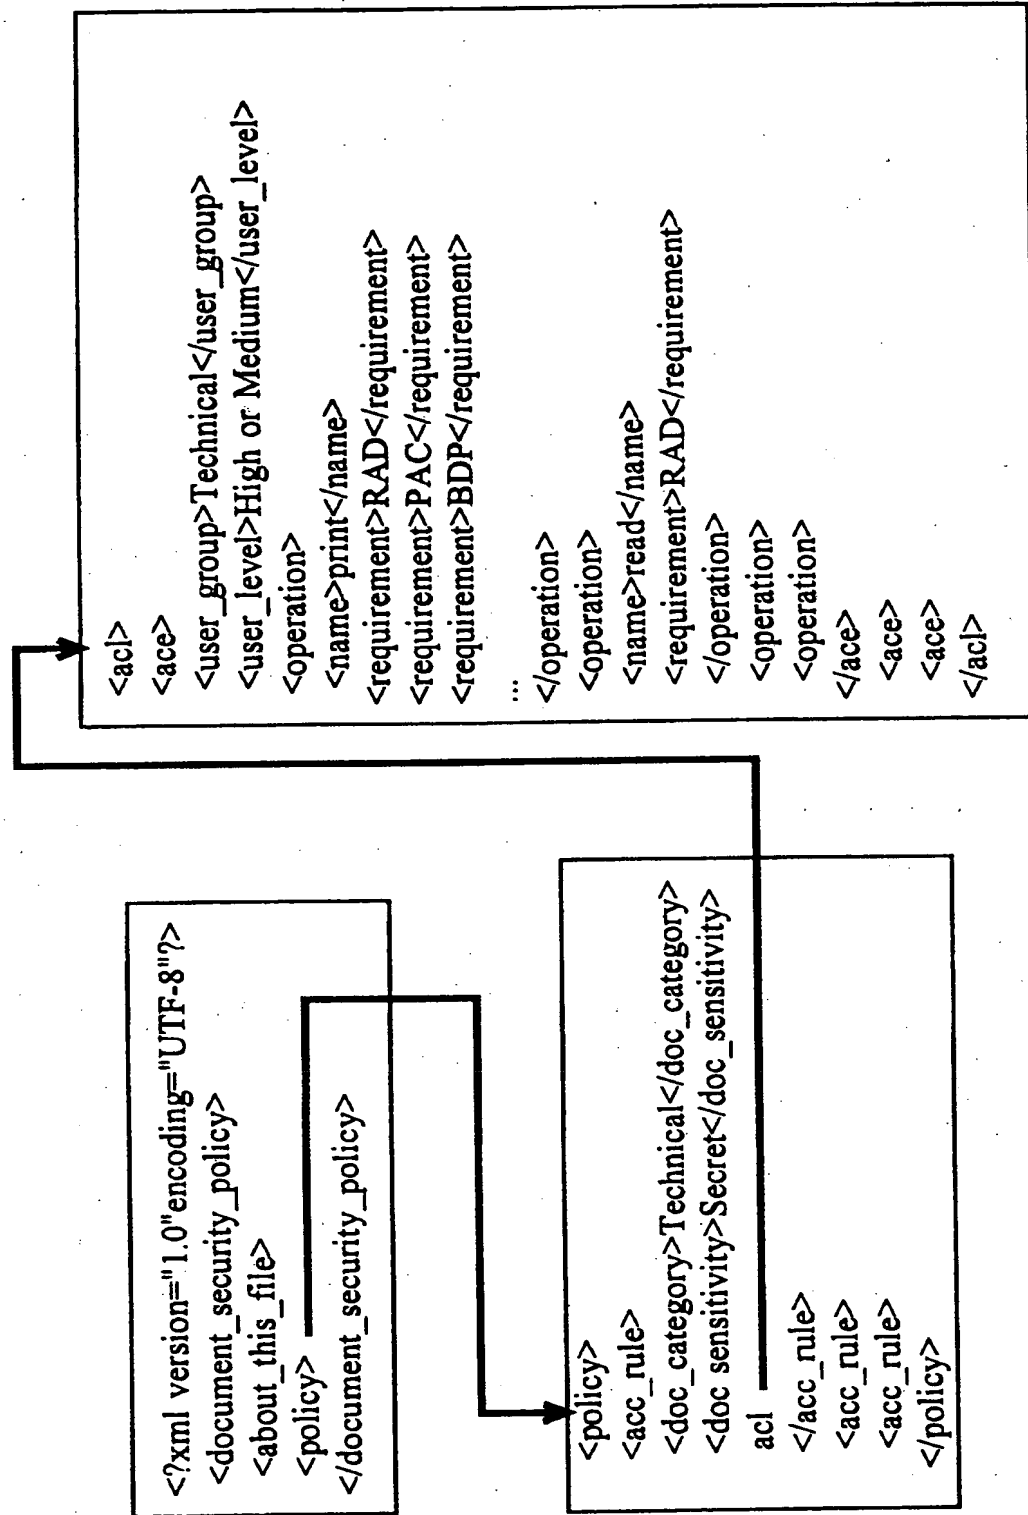 <?xml version="1.0"encoding="UTF-8"?>
<document_security_policy>
<about_this_file>
<policy>
</document_security_policy>
<policy>
<acc_rule>
<doc_category>Technical</doc_category>
<doc sensitivity>Secret</doc_sensitivity>
acl
</acc_rule>
<acc_rule>
<acc_rule>
</policy>
<acl>
<ace>
<user_group>Technical</user_group>
<user_level>High or Medium</user_level>
<operation>
<name>print</name>
<requirement>RAD</requirement>
<requirement>PAC</requirement>
<requirement>BDP</requirement>
...
</operation>
<operation>
<name>read</name>
<requirement>RAD</requirement>
</operation>
<operation>
<operation>
</ace>
<ace>
<ace>
</acl>